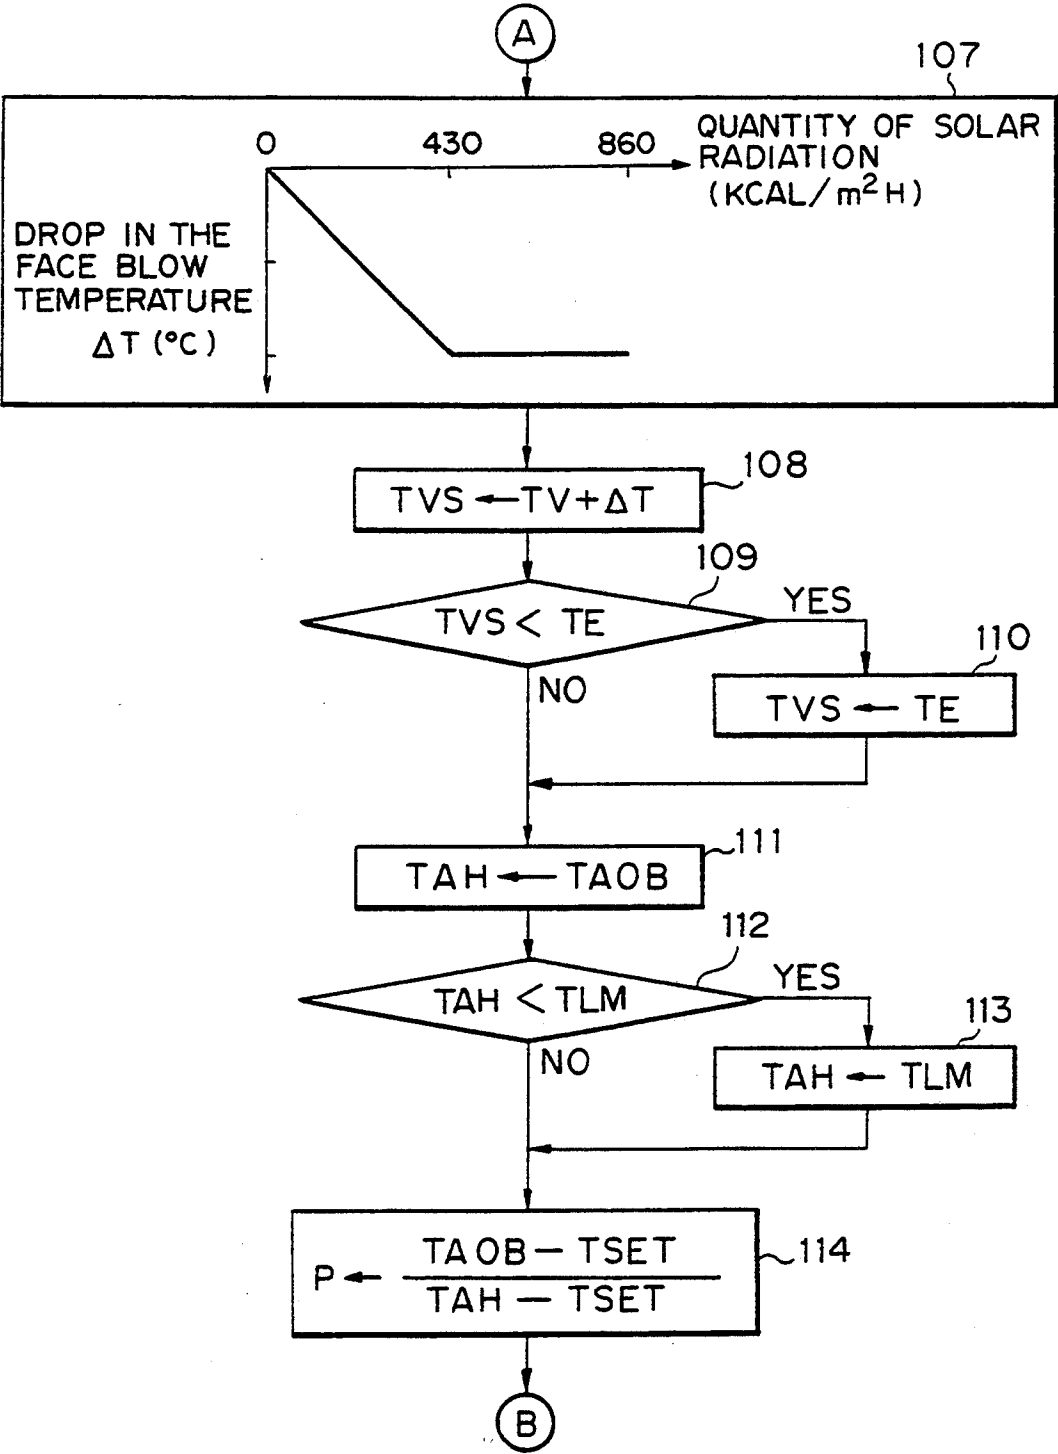 A
107
0 430 860
QUANTITY OF SOLAR
RADIATION
(KCAL/m²H)
DROP IN THE
FACE BLOW
TEMPERATURE
ΔT (°C)
108
TVS ← TV + ΔT
109
TVS < TE
YES
NO
110
TVS ← TE
111
TAH ← TAOB
112
TAH < TLM
YES
NO
113
TAH ← TLM
114
TAOB — TSET
P ←
TAH — TSET
B